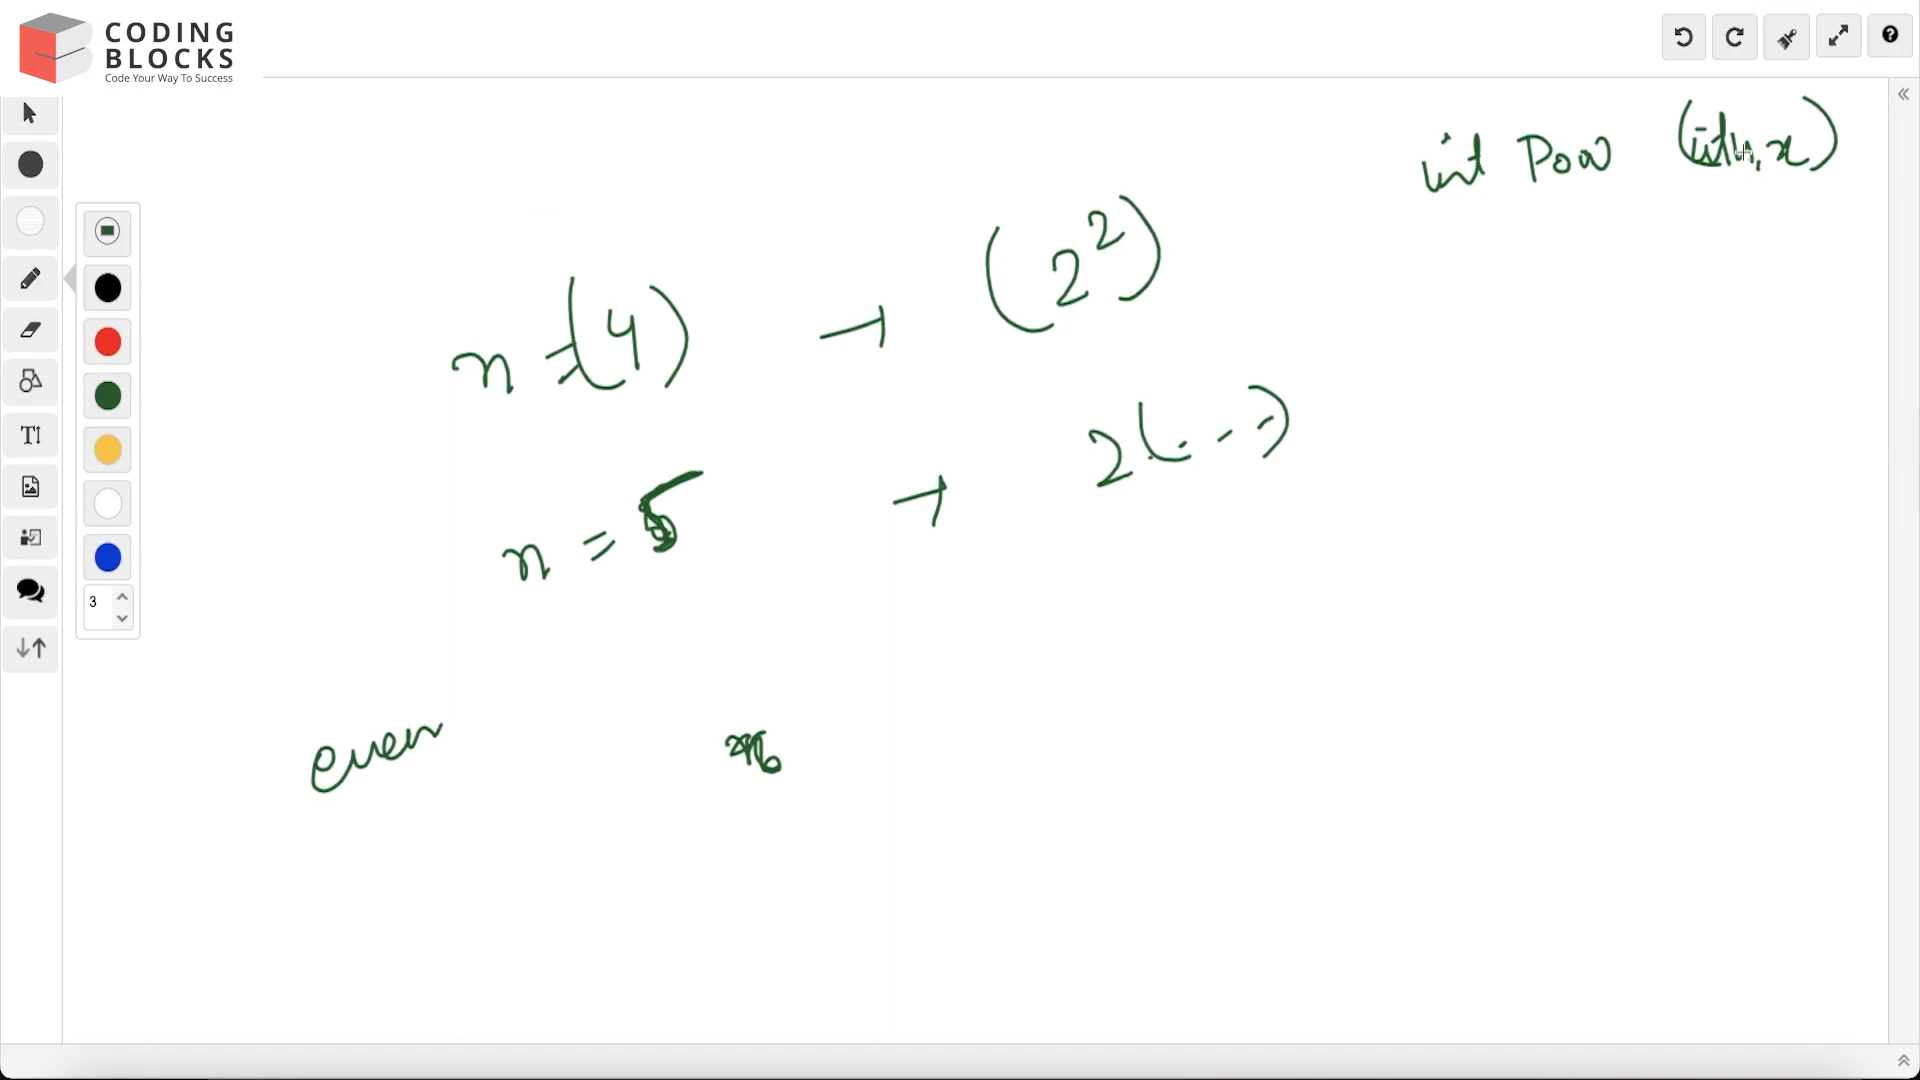 CODING
BLOCKS
Code Your Way To Success
int Pow (int n, x)
n = (4) → (2²)
n = 5 → 2(. - -)
even
3